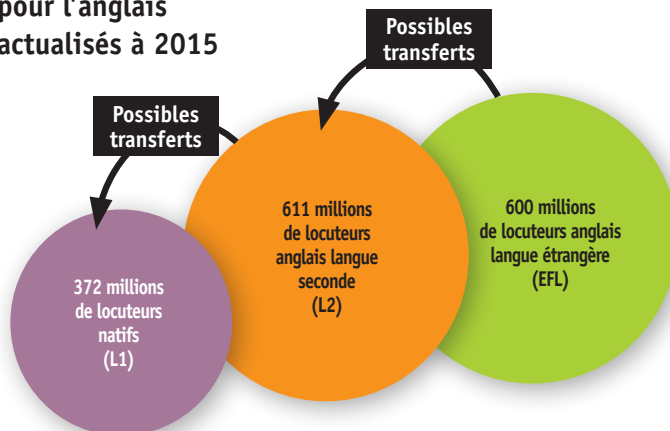 pour l'anglais
actualisés à 2015
Possibles
transferts
Possibles
transferts
372 millions
de locuteurs
natifs
(L1)
611 millions
de locuteurs
anglais langue
seconde
(L2)
600 millions
de locuteurs anglais
langue étrangère
(EFL)